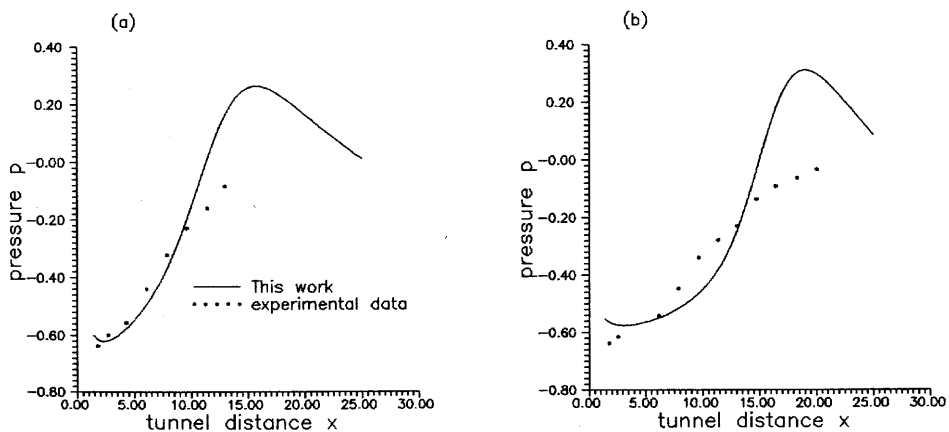 (a)
0.40
0.20
−0.00
−0.20
−0.40
−0.60
−0.80
pressure p
0.00 5.00 10.00 15.00 20.00 25.00 30.00
tunnel distance x
This work
experimental data
(b)
0.40
0.20
−0.00
−0.20
−0.40
−0.60
−0.80
pressure p
0.00 5.00 10.00 15.00 20.00 25.00 30.00
tunnel distance x